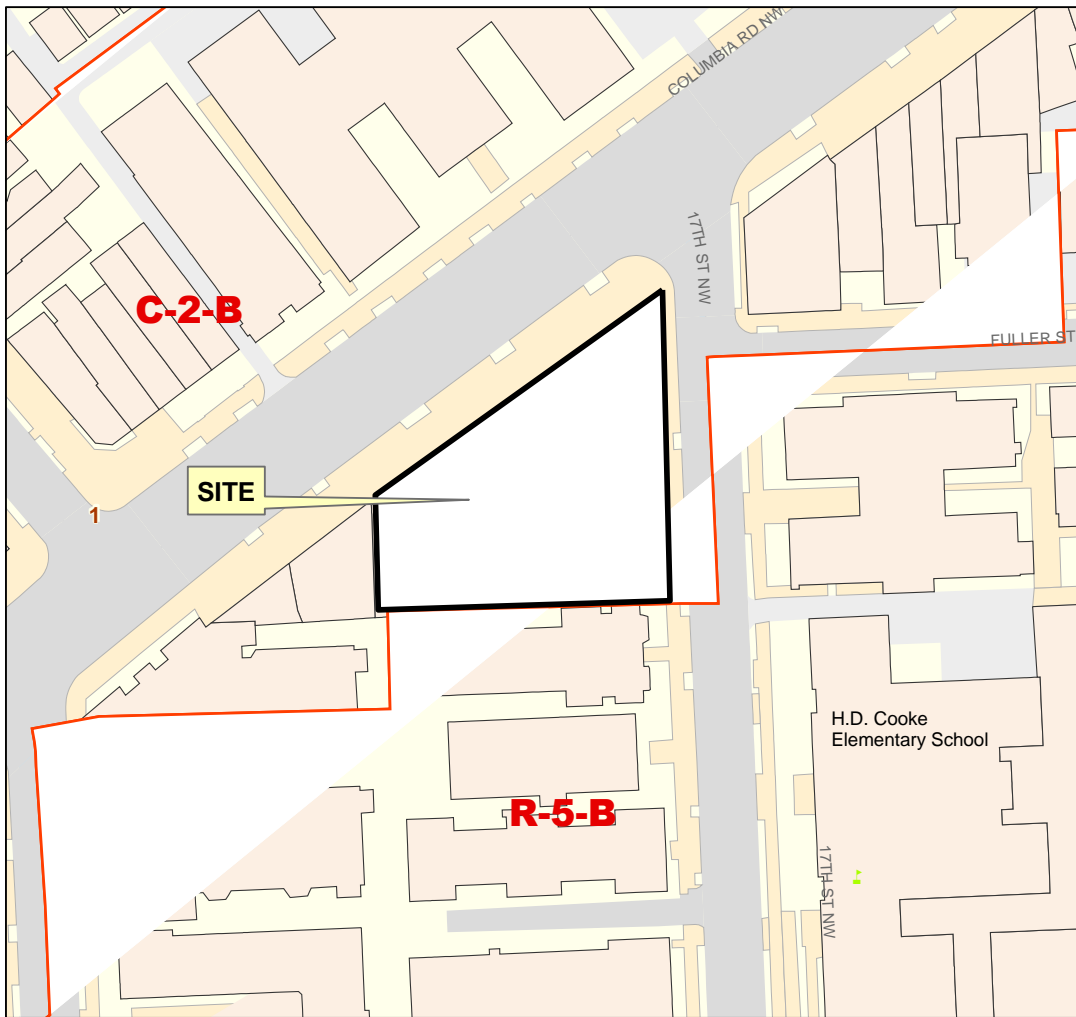 COLUMBIA RD NW
17TH ST NW
C-2-B
FULLER ST
SITE
1
H.D. Cooke
Elementary School
R-5-B
17TH ST NW